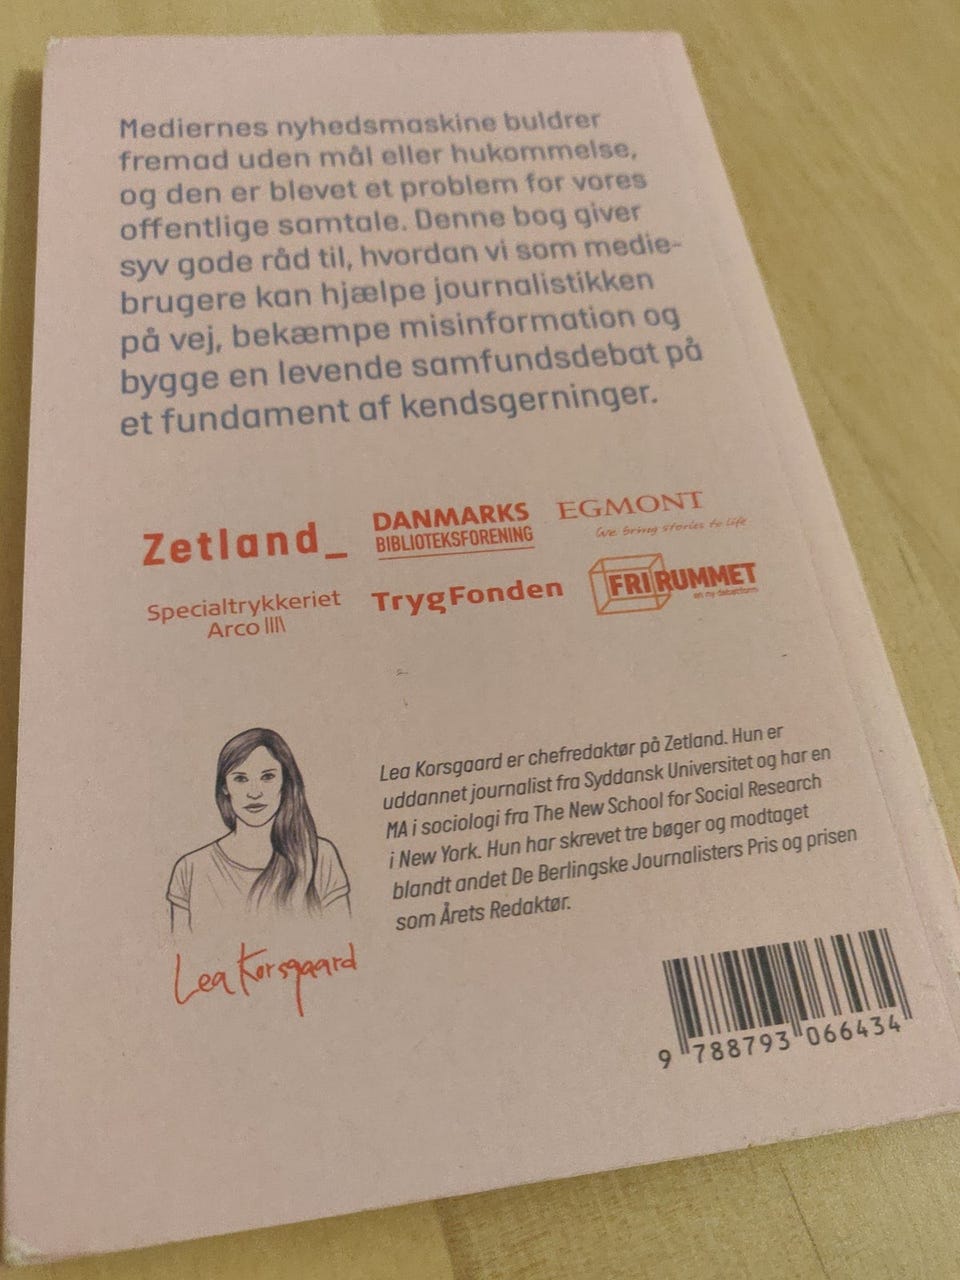 Mediernes nyhedsmaskine buldrer
fremad uden mål eller hukommelse,
og den er blevet et problem for vores
offentlige samtale. Denne bog giver
syv gode råd til, hvordan vi som medie-
brugere kan hjælpe journalistikken
på vej, bekæmpe misinformation og
bygge en levende samfundsdebat på
et fundament af kendsgerninger.
Zetland_
DANMARKS
BIBLIOTEKSFORENING
EGMONT
We bring stories to life
Specialtrykkeriet
Arco
TrygFonden
FRIRUMMET
en ny debatform
Lea Korsgaard er chefredaktør på Zetland. Hun er
uddannet journalist fra Syddansk Universitet og har en
MA i sociologi fra The New School for Social Research
i New York. Hun har skrevet tre bøger og modtaget
blandt andet De Berlingske Journalisters Pris og prisen
som Årets Redaktør.
Lea Korsgaard
9 788793 066434